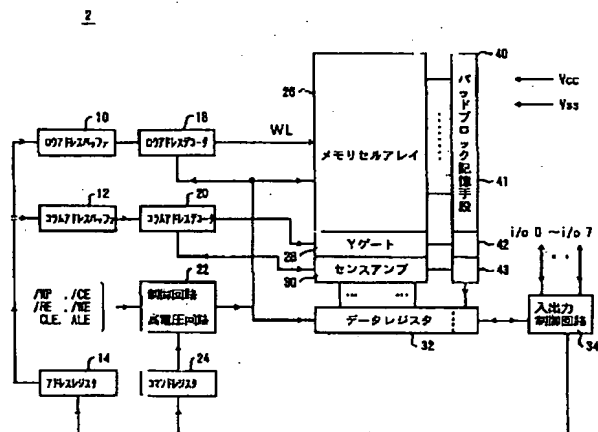 2
40
26
Vcc
Vss
10
18
ロウアドレスバッファ
ロウアドレスデコーダ
WL
メモリセルアレイ
バッドブロック記憶手段
41
12
20
コラムアドレスバッファ
コラムアドレスデコーダ
i/o 0 ～i/o 7
28
Yゲート
42
22
30
センスアンプ
43
/WP ./CE
/RE ./WE
CLE. ALE
制御回路
高電圧回路
データレジスタ
32
入出力
制御回路
34
14
24
アドレスレジスタ
コマンドレジスタ